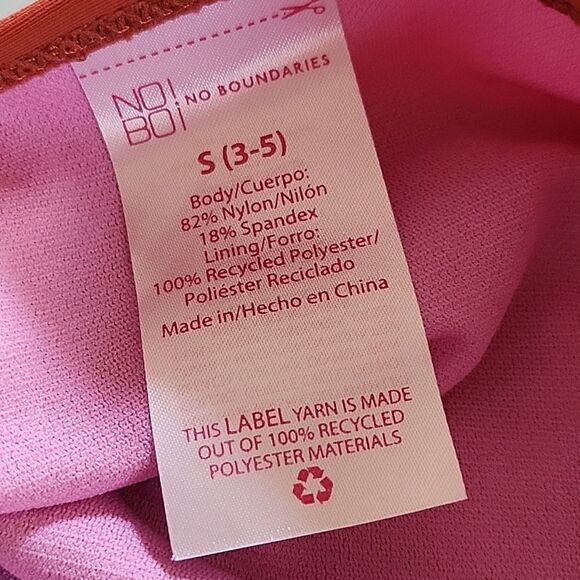 NO! NO BOUNDARIES
BO¡
S (3-5)
Body/Cuerpo:
82% Nylon/Nilón
18% Spandex
Lining/Forro:
100% Recycled Polyester/
Poliéster Reciclado
Made in/Hecho en China
THIS LABEL YARN IS MADE
OUT OF 100% RECYCLED
POLYESTER MATERIALS